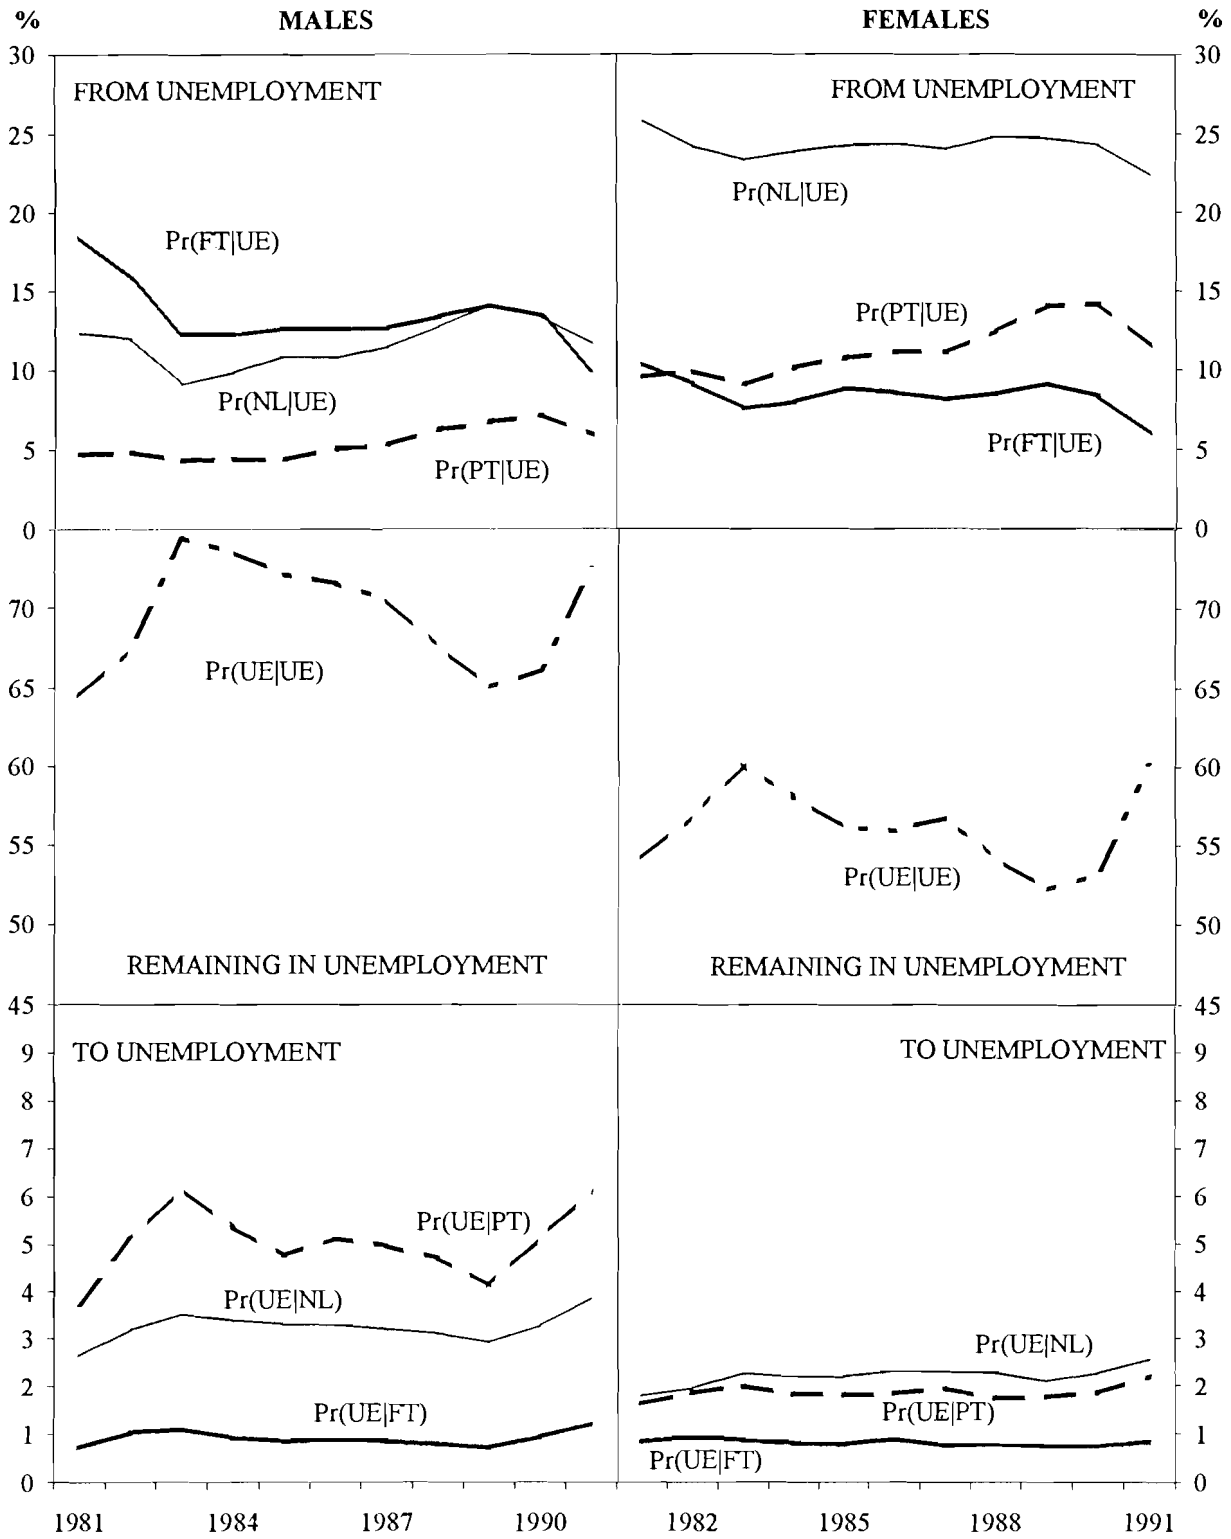 % MALES FEMALES %
30 30
FROM UNEMPLOYMENT FROM UNEMPLOYMENT
25 25
Pr(NL|UE)
20 20
Pr(FT|UE)
15 15
Pr(PT|UE)
10 10
Pr(NL|UE)
Pr(FT|UE)
5 5
Pr(PT|UE)
0 0
70 70
Pr(UE|UE)
65 65
60 60
55 55
Pr(UE|UE)
50 50
REMAINING IN UNEMPLOYMENT REMAINING IN UNEMPLOYMENT
45 45
TO UNEMPLOYMENT TO UNEMPLOYMENT
9 9
8 8
7 7
6 6
Pr(UE|PT)
5 5
4 4
Pr(UE|NL)
3 3
Pr(UE|NL)
2 2
Pr(UE|FT) Pr(UE|PT)
1 1
Pr(UE|FT)
0 0
1981 1984 1987 1990 1982 1985 1988 1991